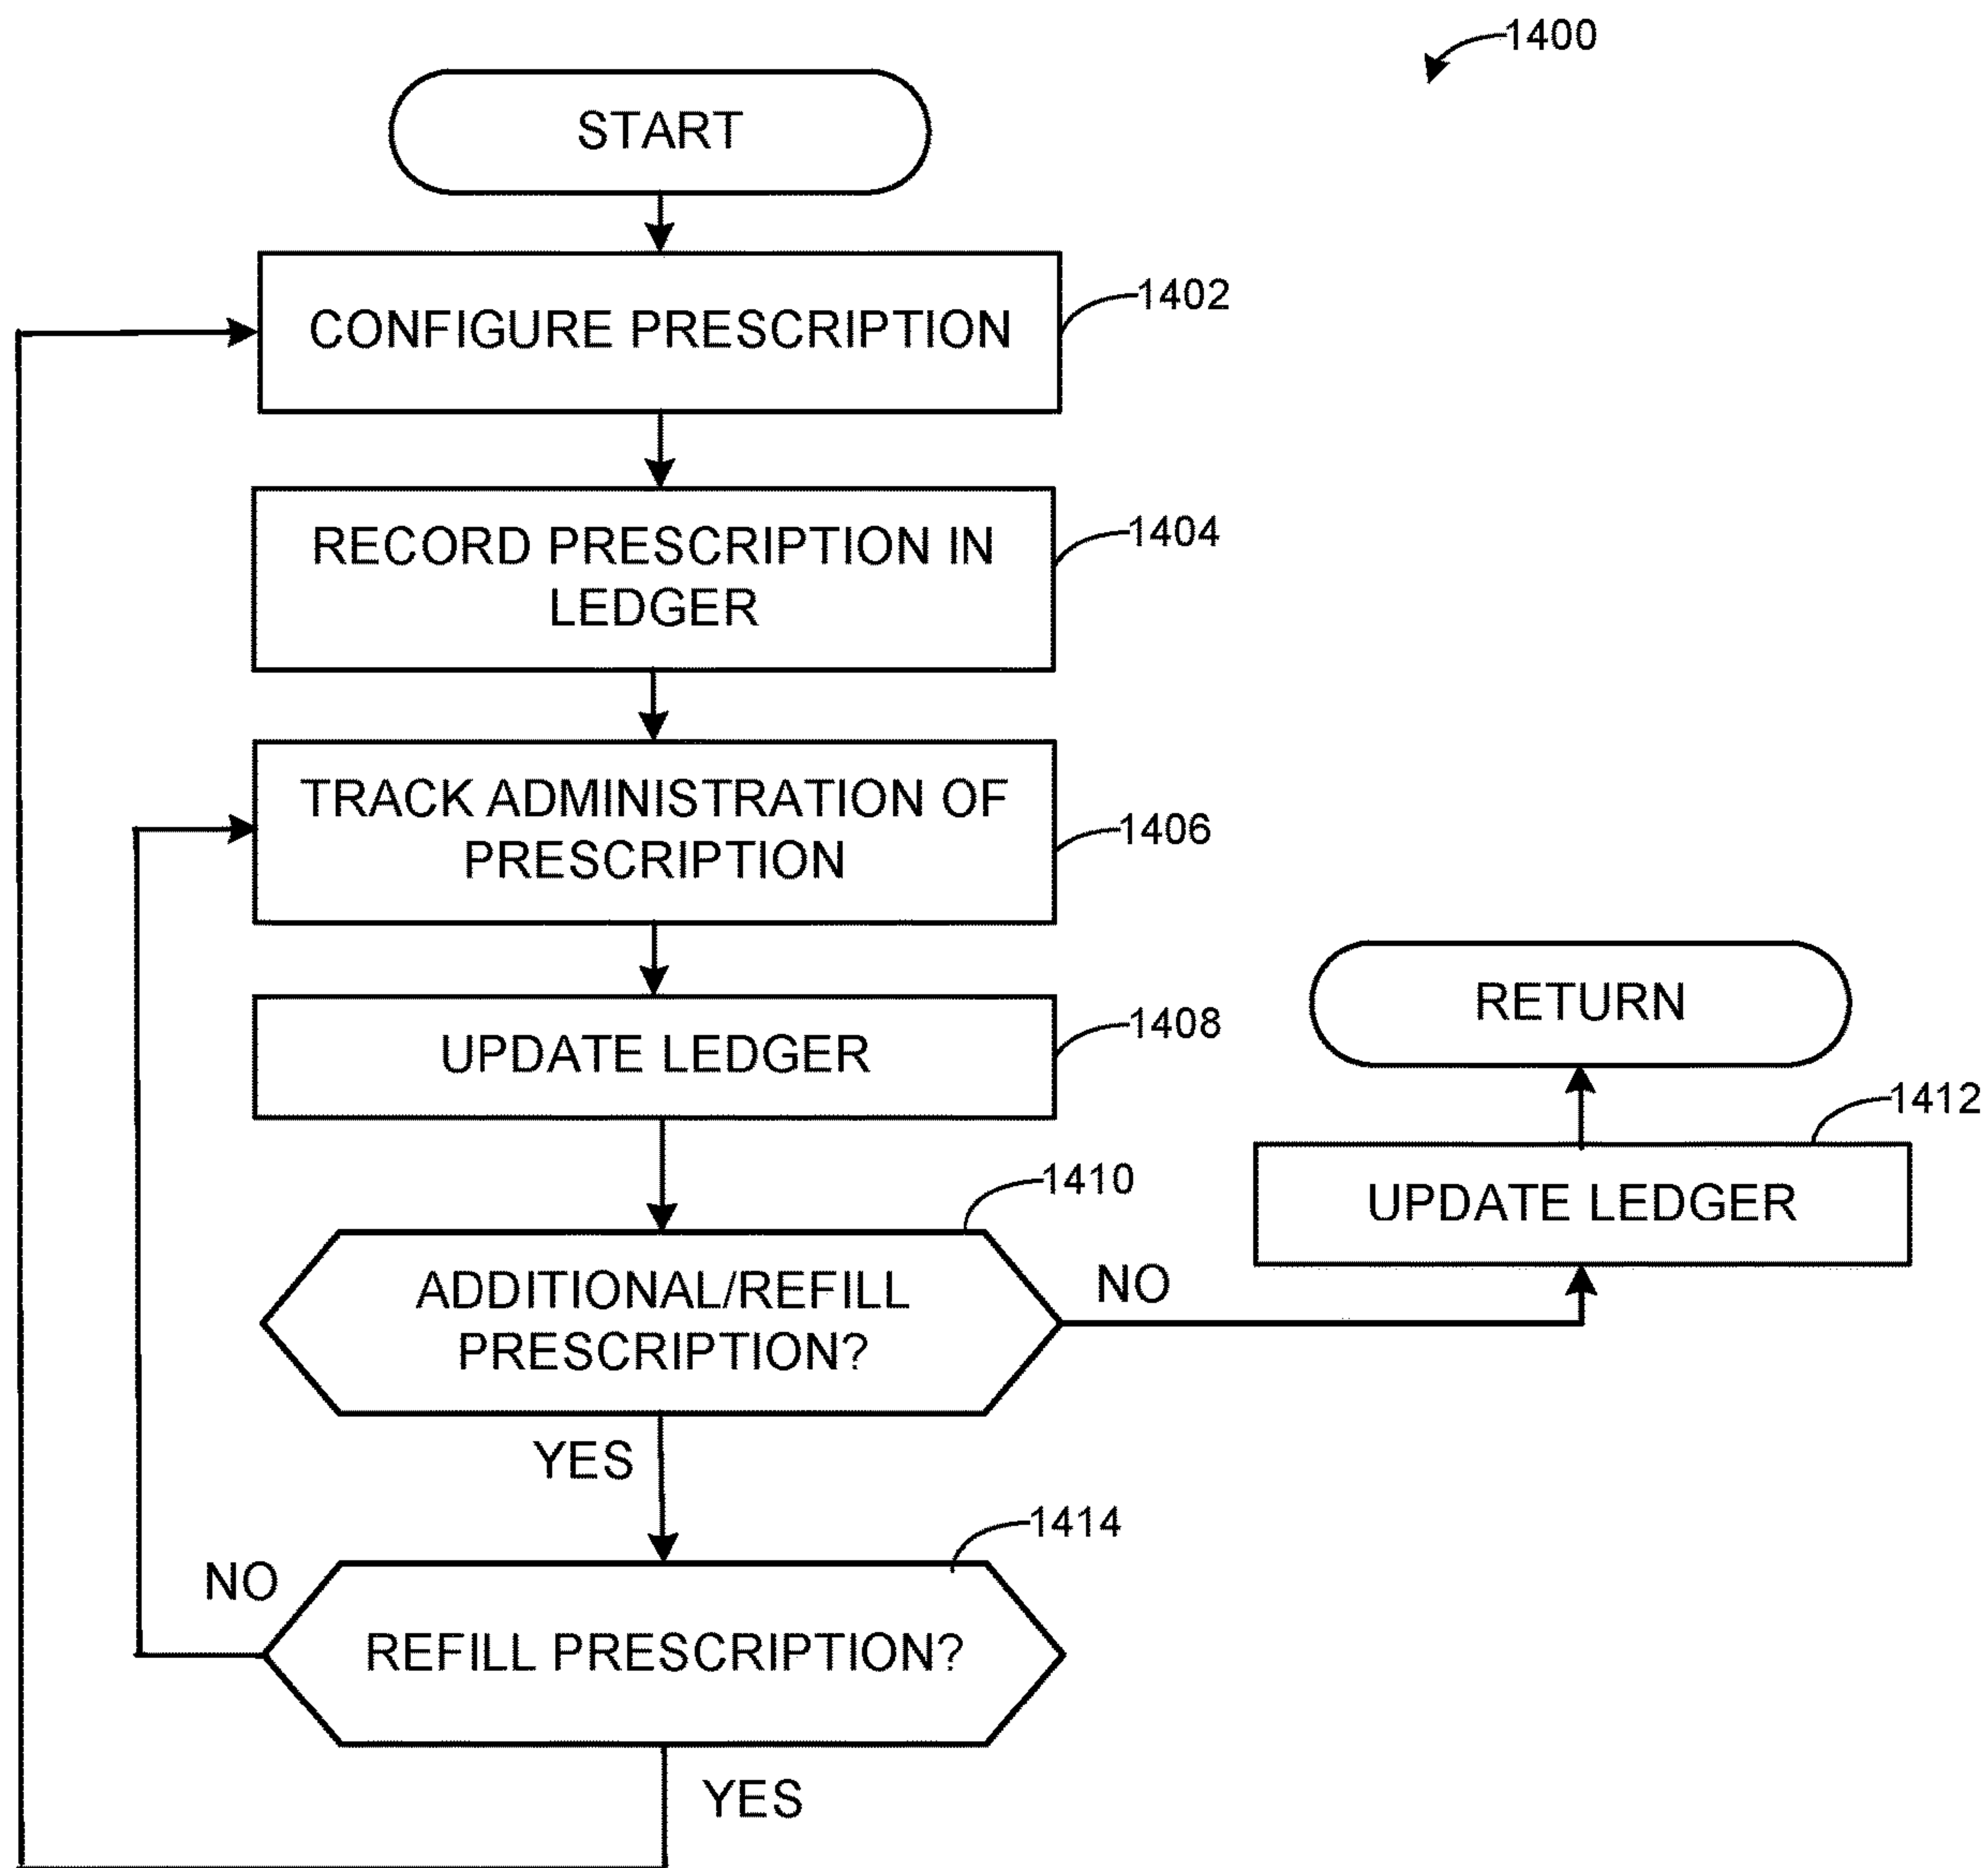 1400
START
CONFIGURE PRESCRIPTION
1402
RECORD PRESCRIPTION IN
LEDGER
1404
TRACK ADMINISTRATION OF
PRESCRIPTION
1406
UPDATE LEDGER
1408
RETURN
1412
UPDATE LEDGER
1410
ADDITIONAL/REFILL
PRESCRIPTION?
NO
YES
1414
NO
REFILL PRESCRIPTION?
YES